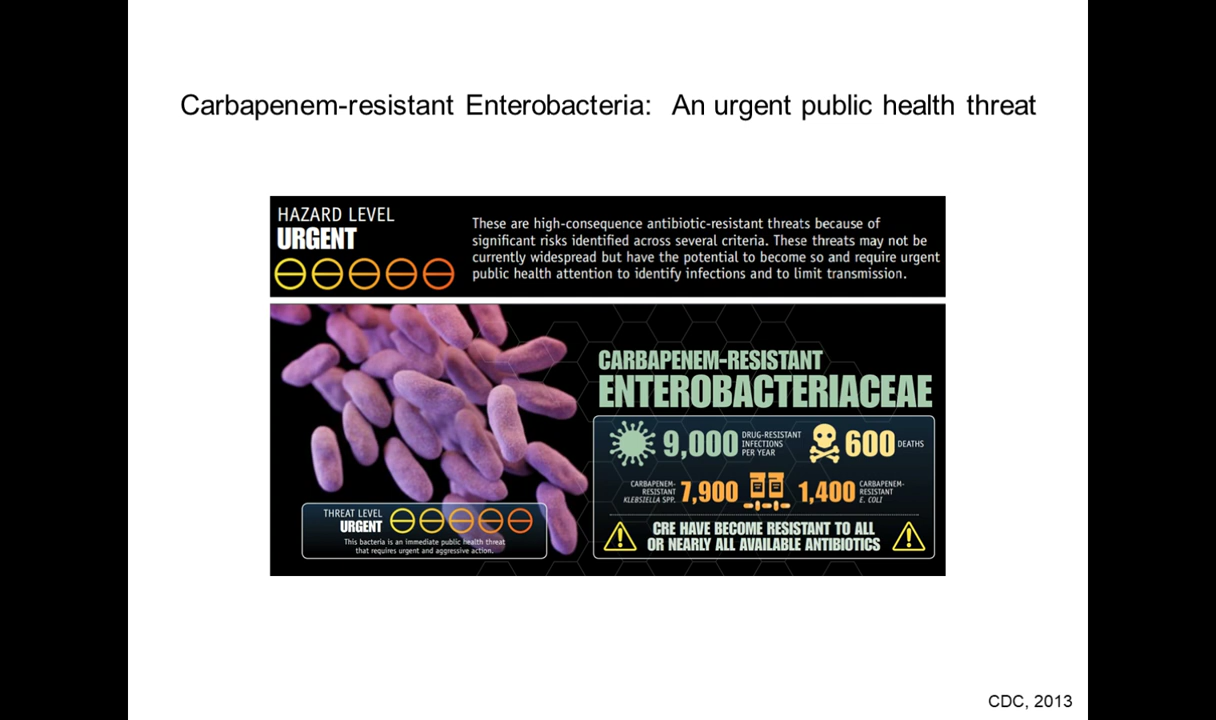 Carbapenem-resistant Enterobacteria: An urgent public health threat
HAZARD LEVEL
URGENT
These are high-consequence antibiotic-resistant threats because of
significant risks identified across several criteria. These threats may not be
currently widespread but have the potential to become so and require urgent
public health attention to identify infections and to limit transmission.
CARBAPENEM-RESISTANT
ENTEROBACTERIACEAE
9,000 DRUG-RESISTANT
INFECTIONS
PER YEAR
600 DEATHS
CARBAPENEM-
RESISTANT
KLEBSIELLA SPP.
7,900
1,400
CARBAPENEM-
RESISTANT
E. COLI
CRE HAVE BECOME RESISTANT TO ALL
OR NEARLY ALL AVAILABLE ANTIBIOTICS
THREAT LEVEL
URGENT
This bacteria is an immediate public health threat
that requires urgent and aggressive action.
CDC, 2013